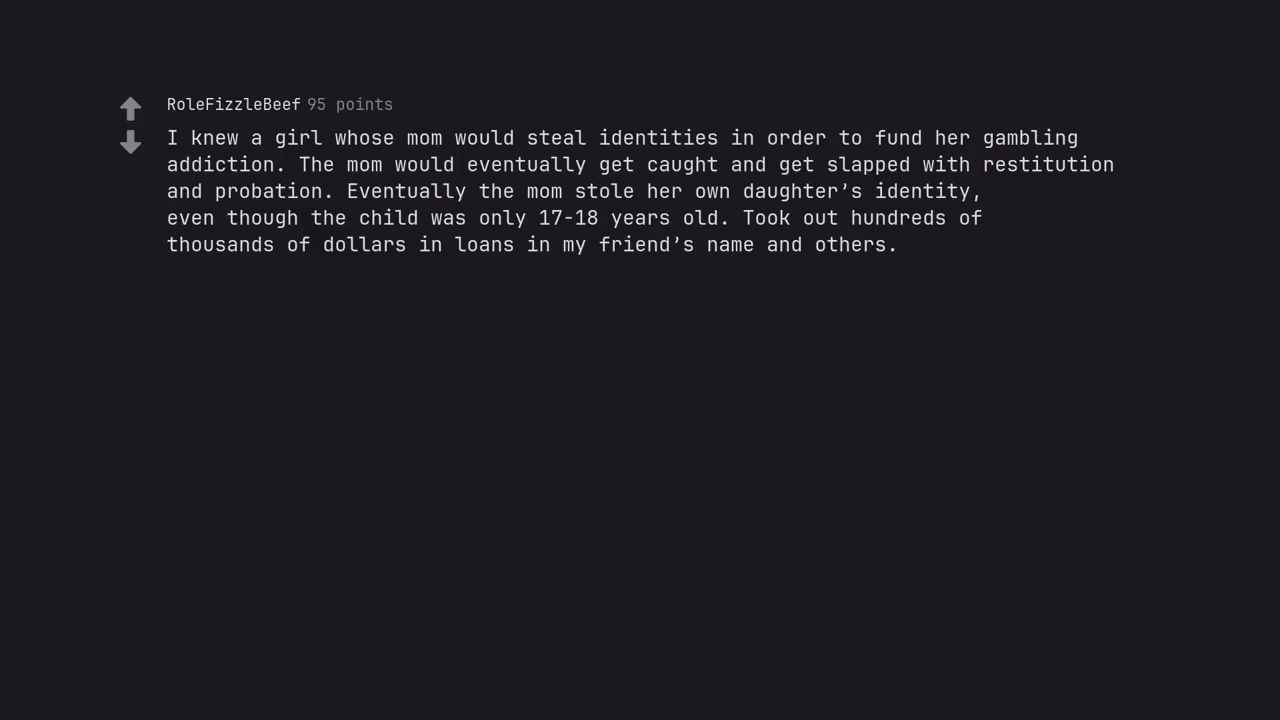 RoleFizzleBeef 95 points
I knew a girl whose mom would steal identities in order to fund her gambling
addiction. The mom would eventually get caught and get slapped with restitution
and probation. Eventually the mom stole her own daughter’s identity,
even though the child was only 17-18 years old. Took out hundreds of
thousands of dollars in loans in my friend’s name and others.